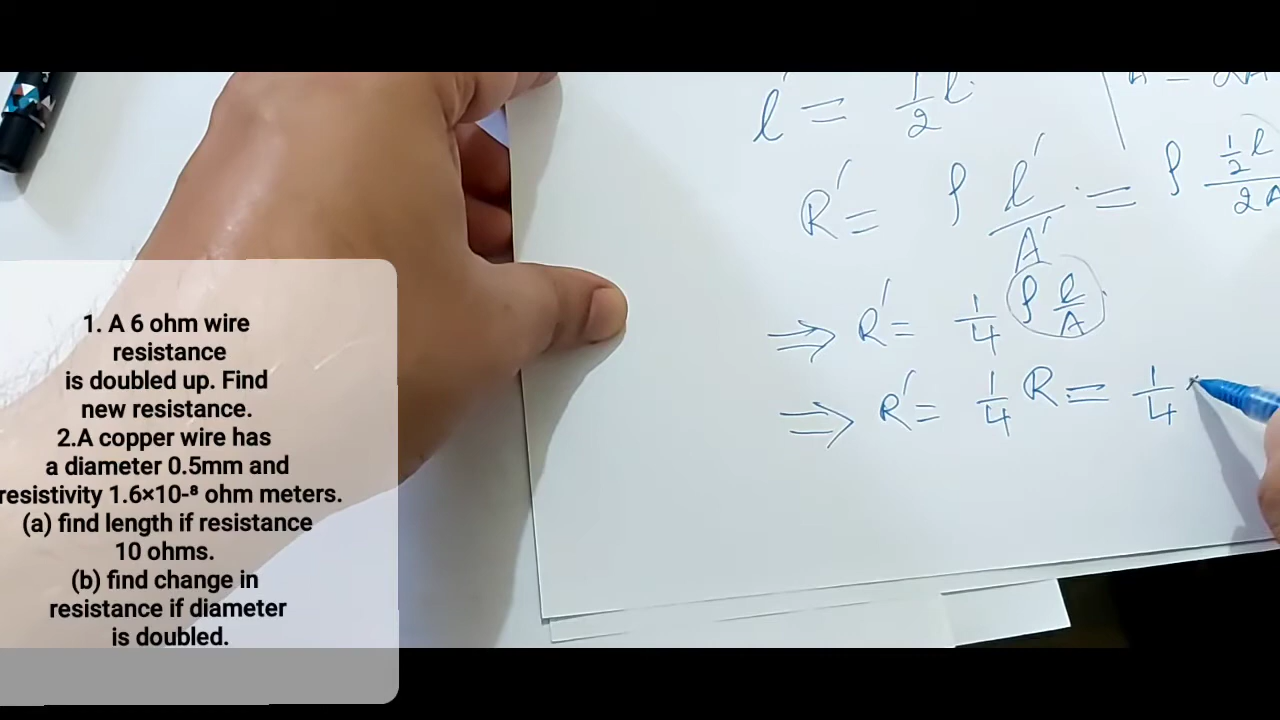 1. A 6 ohm wire
resistance
is doubled up. Find
new resistance.
2.A copper wire has
a diameter 0.5mm and
resistivity 1.6×10-⁸ ohm meters.
(a) find length if resistance
10 ohms.
(b) find change in
resistance if diameter
is doubled.
l' = 1/2 l
R' = ρ l'/A' = ρ 1/2 l / 2A
⇒ R' = 1/4 ρ l/A
⇒ R' = 1/4 R = 1/4 ×